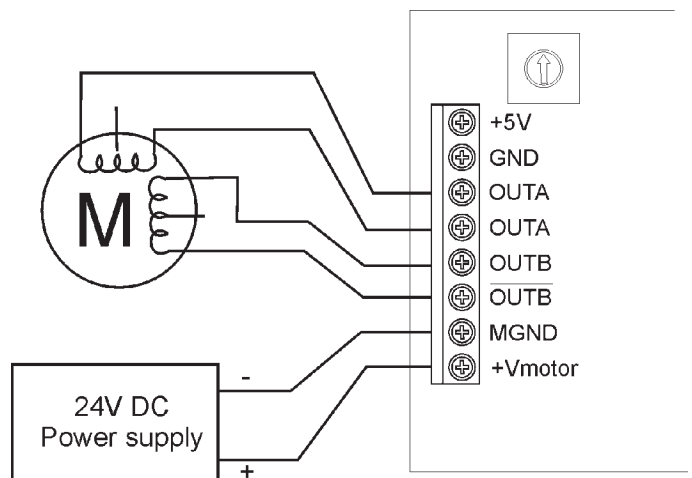 +5V
GND
OUTA
OUTA
OUTB
OUTB
MGND
+Vmotor
M
24V DC
Power supply
-
+